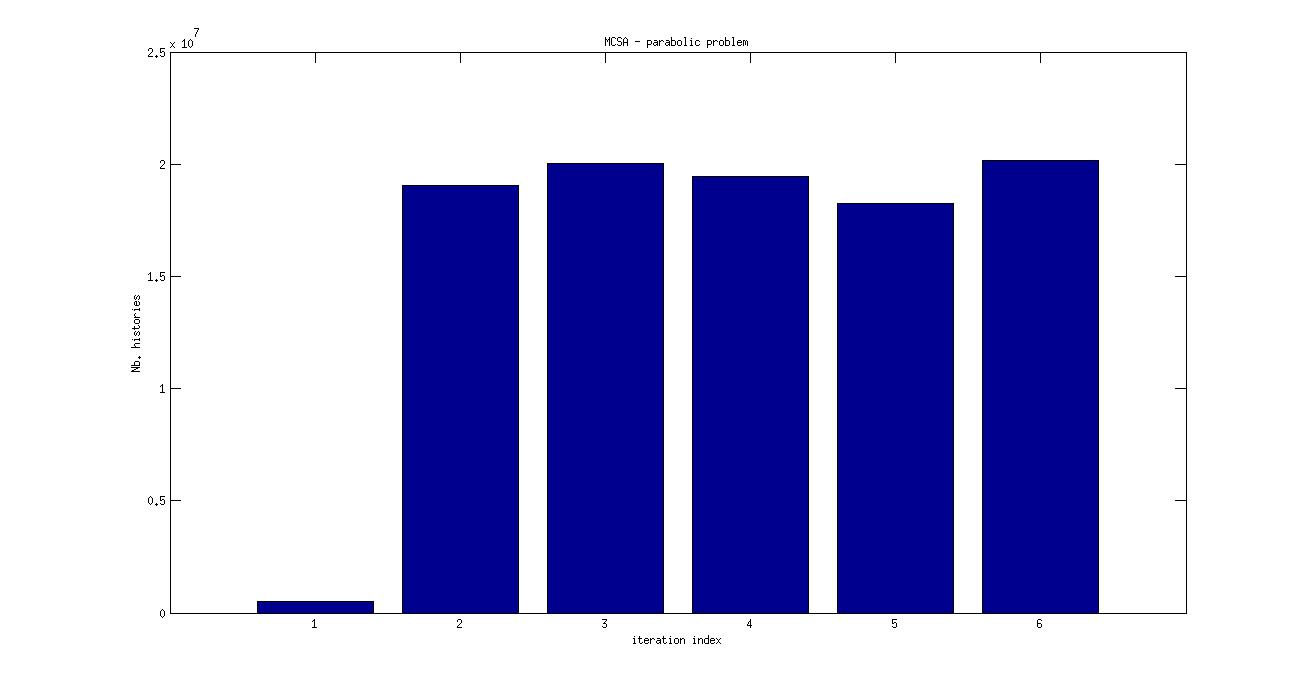 MCSA - parabolic problem
x 10^7
2.5
2
1.5
1
0.5
0
Nb. histories
1 2 3 4 5 6
iteration index